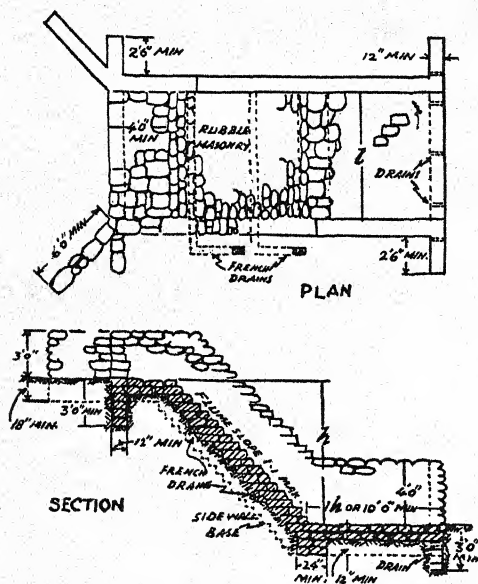 2'6" MIN
12" MIN
4'0"
MIN
RUBBLE
MASONRY
l
DRAINS
6'0" MIN
FRENCH
DRAINS
2'6" MIN.
PLAN
3'0"
18" MIN.
3'0" MIN
12" MIN
FLUME SLOPE 1:1 MAX
h
FRENCH
DRAINS
SIDE WALL
BASE
SECTION
4'0"
1h OR 10'0" MIN
24"
MIN.
12" MIN
DRAIN
3'0"
MIN